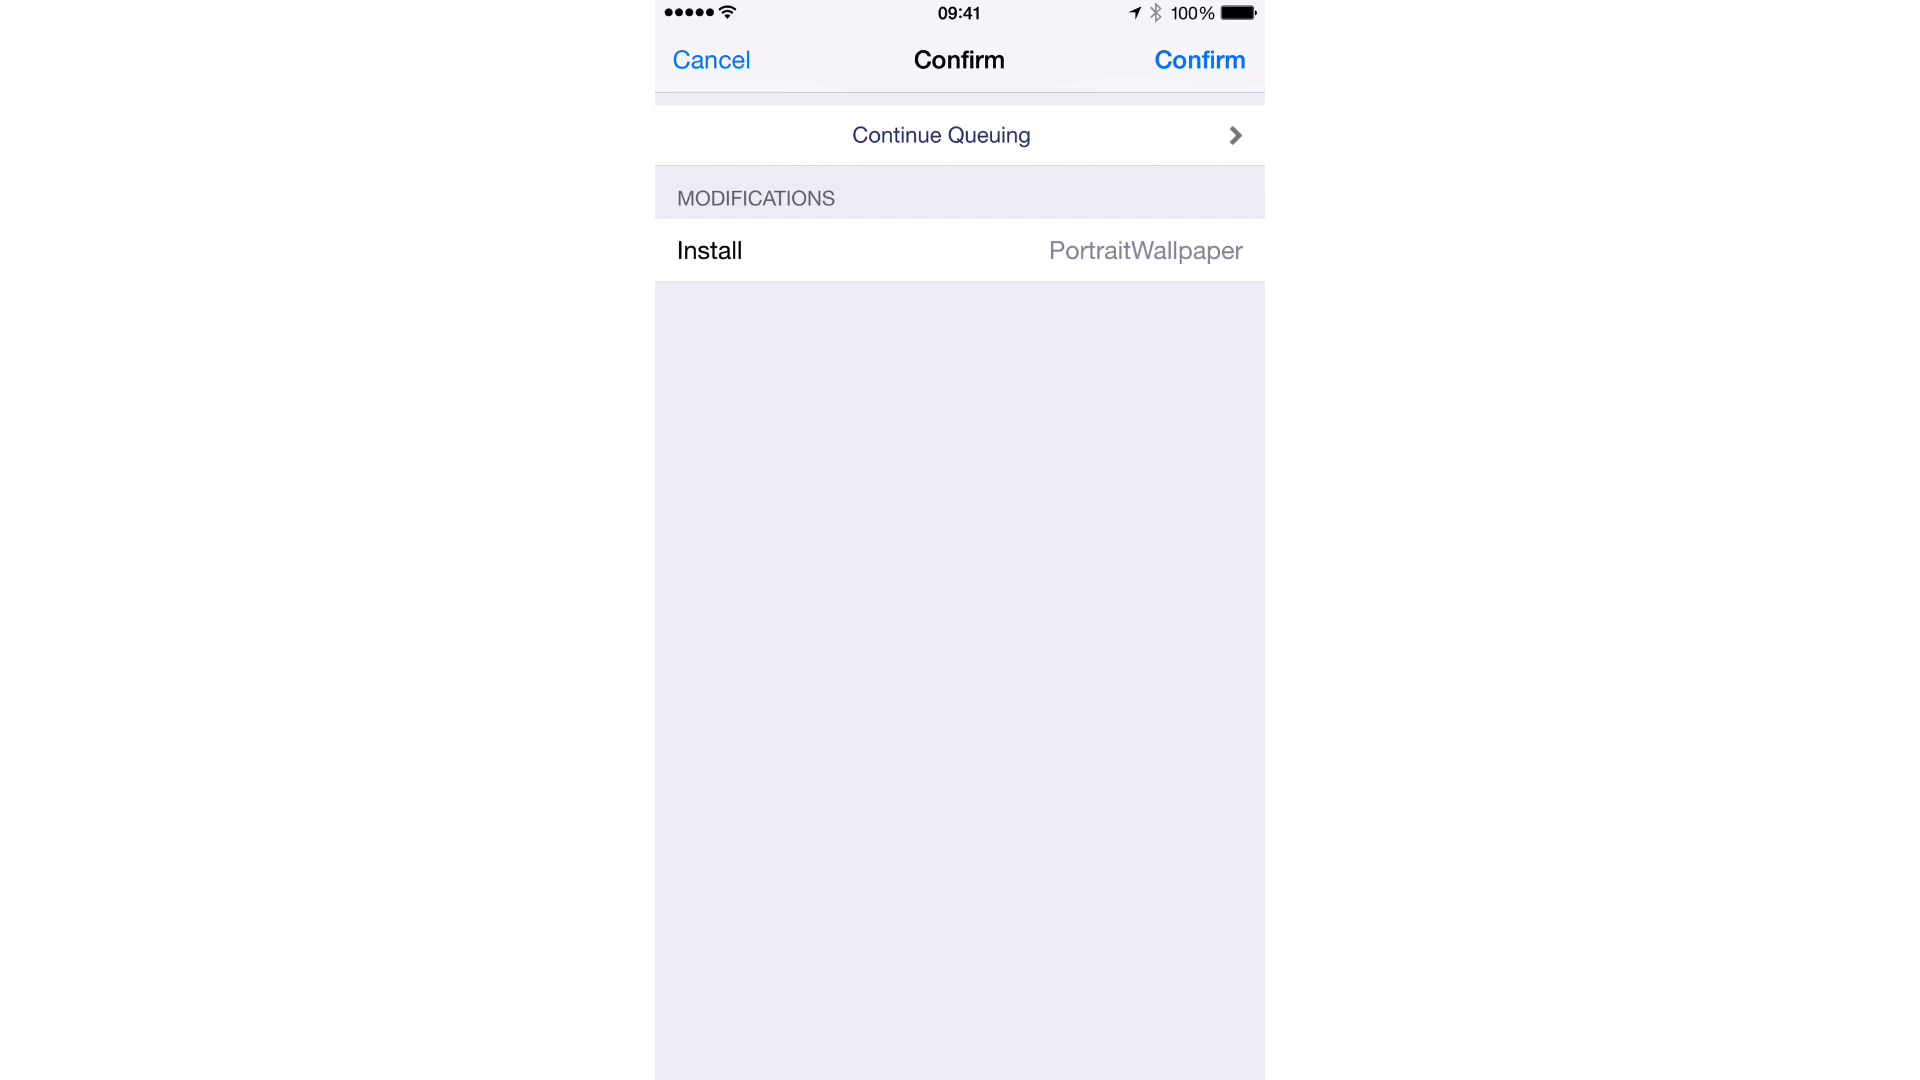 09:41
100%
Cancel
Confirm
Confirm
Continue Queuing
MODIFICATIONS
Install
PortraitWallpaper